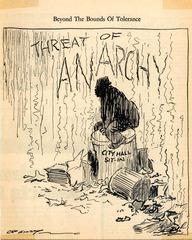 Beyond The Bounds Of Tolerance
THREAT OF
ANARCHY
CITY HALL
SIT-IN